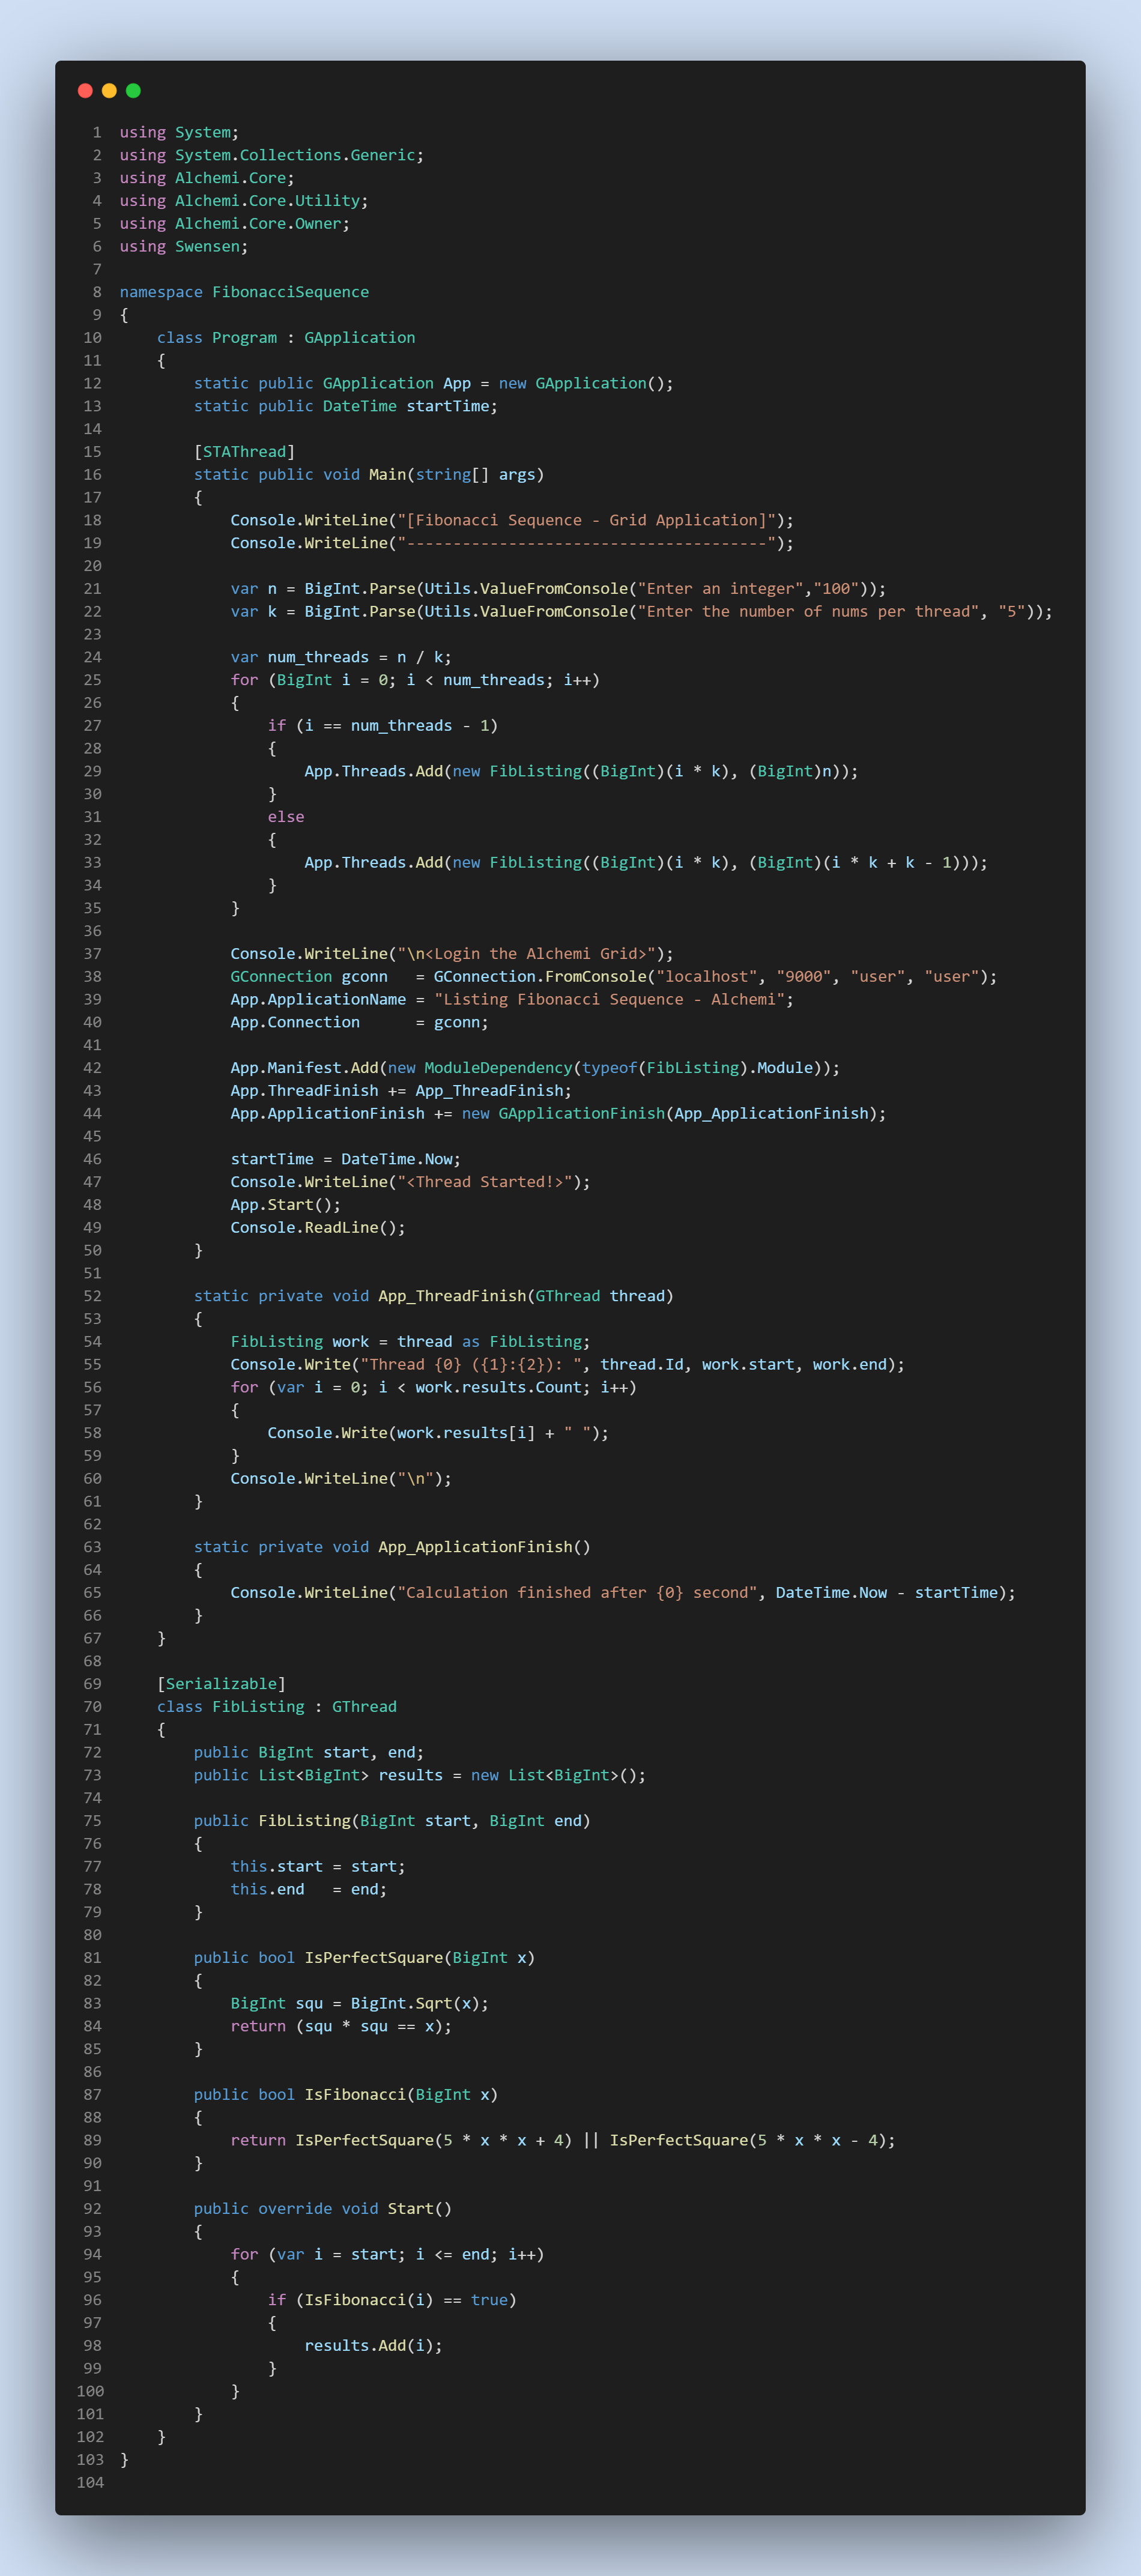 1 using System;
2 using System.Collections.Generic;
3 using Alchemi.Core;
4 using Alchemi.Core.Utility;
5 using Alchemi.Core.Owner;
6 using Swensen;
7
8 namespace FibonacciSequence
9 {
10     class Program : GApplication
11     {
12         static public GApplication App = new GApplication();
13         static public DateTime startTime;
14
15         [STAThread]
16         static public void Main(string[] args)
17         {
18             Console.WriteLine("[Fibonacci Sequence - Grid Application]");
19             Console.WriteLine("---------------------------------------");
20
21             var n = BigInt.Parse(Utils.ValueFromConsole("Enter an integer","100"));
22             var k = BigInt.Parse(Utils.ValueFromConsole("Enter the number of nums per thread", "5"));
23
24             var num_threads = n / k;
25             for (BigInt i = 0; i < num_threads; i++)
26             {
27                 if (i == num_threads - 1)
28                 {
29                     App.Threads.Add(new FibListing((BigInt)(i * k), (BigInt)n));
30                 }
31                 else
32                 {
33                     App.Threads.Add(new FibListing((BigInt)(i * k), (BigInt)(i * k + k - 1)));
34                 }
35             }
36
37             Console.WriteLine("\n<Login the Alchemi Grid>");
38             GConnection gconn   = GConnection.FromConsole("localhost", "9000", "user", "user");
39             App.ApplicationName = "Listing Fibonacci Sequence - Alchemi";
40             App.Connection      = gconn;
41
42             App.Manifest.Add(new ModuleDependency(typeof(FibListing).Module));
43             App.ThreadFinish += App_ThreadFinish;
44             App.ApplicationFinish += new GApplicationFinish(App_ApplicationFinish);
45
46             startTime = DateTime.Now;
47             Console.WriteLine("<Thread Started!>");
48             App.Start();
49             Console.ReadLine();
50         }
51
52         static private void App_ThreadFinish(GThread thread)
53         {
54             FibListing work = thread as FibListing;
55             Console.Write("Thread {0} ({1}:{2}): ", thread.Id, work.start, work.end);
56             for (var i = 0; i < work.results.Count; i++)
57             {
58                 Console.Write(work.results[i] + " ");
59             }
60             Console.WriteLine("\n");
61         }
62
63         static private void App_ApplicationFinish()
64         {
65             Console.WriteLine("Calculation finished after {0} second", DateTime.Now - startTime);
66         }
67     }
68
69     [Serializable]
70     class FibListing : GThread
71     {
72         public BigInt start, end;
73         public List<BigInt> results = new List<BigInt>();
74
75         public FibListing(BigInt start, BigInt end)
76         {
77             this.start = start;
78             this.end   = end;
79         }
80
81         public bool IsPerfectSquare(BigInt x)
82         {
83             BigInt squ = BigInt.Sqrt(x);
84             return (squ * squ == x);
85         }
86
87         public bool IsFibonacci(BigInt x)
88         {
89             return IsPerfectSquare(5 * x * x + 4) || IsPerfectSquare(5 * x * x - 4);
90         }
91
92         public override void Start()
93         {
94             for (var i = start; i <= end; i++)
95             {
96                 if (IsFibonacci(i) == true)
97                 {
98                     results.Add(i);
99                 }
100             }
101         }
102     }
103 }
104